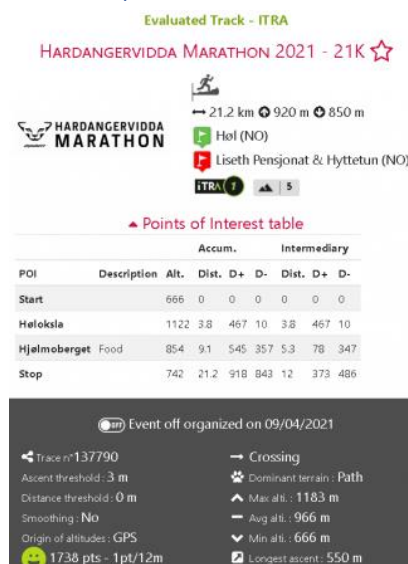 Evaluated Track - ITRA
HARDANGERVIDDA MARATHON 2021 - 21K
HARDANGERVIDDA
MARATHON
21.2 km 920 m 850 m
Høl (NO)
Liseth Pensjonat & Hyttetun (NO)
iTRA 1 5
Points of Interest table
Accum. Intermediary
POI Description Alt. Dist. D+ D- Dist. D+ D-
Start 666 0 0 0 0 0 0
Høloksla 1122 3.8 467 10 3.8 467 10
Hjølmoberget Food 854 9.1 545 357 5.3 78 347
Stop 742 21.2 918 843 12 373 486
OFF Event off organized on 09/04/2021
Trace n°137790
Crossing
Ascent threshold : 3 m
Dominant terrain : Path
Distance threshold : 0 m
Max alti. : 1183 m
Smoothing : No
Avg alti. : 966 m
Origin of altitudes : GPS
Min alti. : 666 m
1738 pts - 1pt/12m
Longest ascent : 550 m